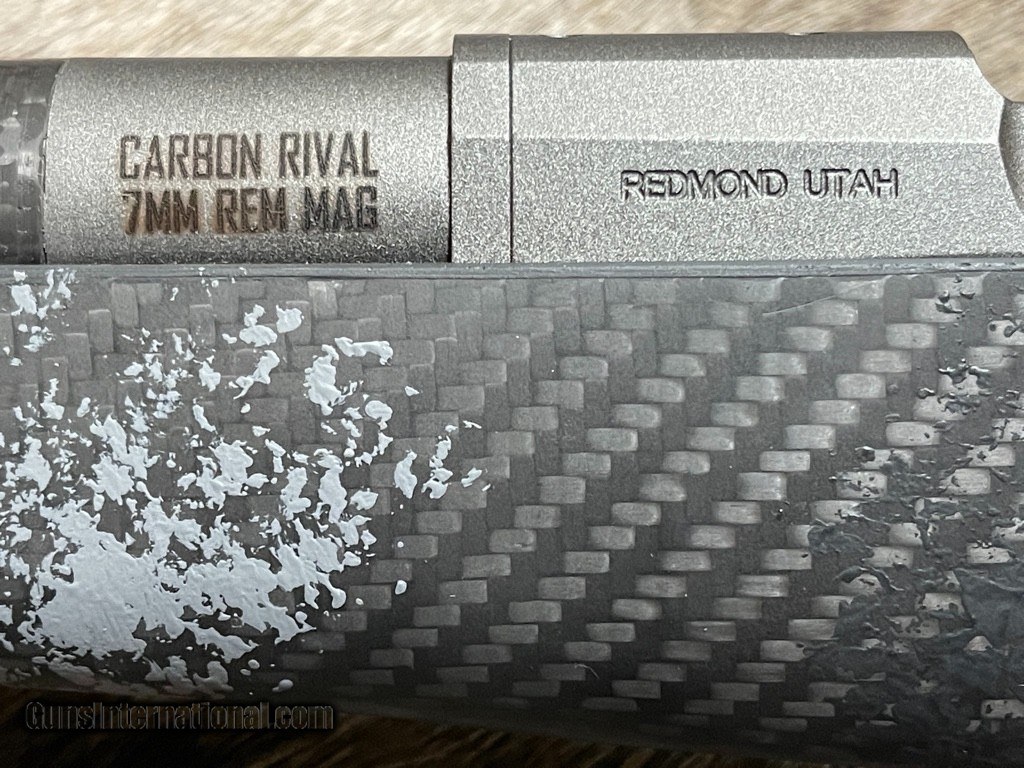 CARBON RIVAL
7MM REM MAG
REDMOND UTAH
GunsInternational.com